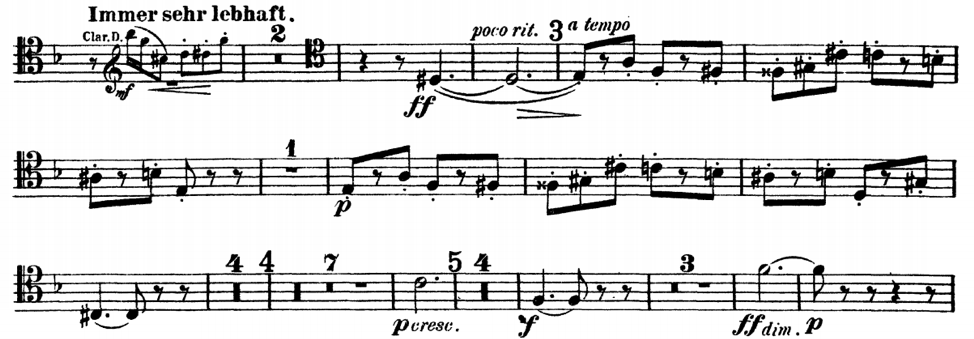 Immer sehr lebhaft.
Clar. D. 2 poco rit. 3 a tempo
mf ff
1
p
4 4 7 5 4 3
p cresc. f ff dim. p